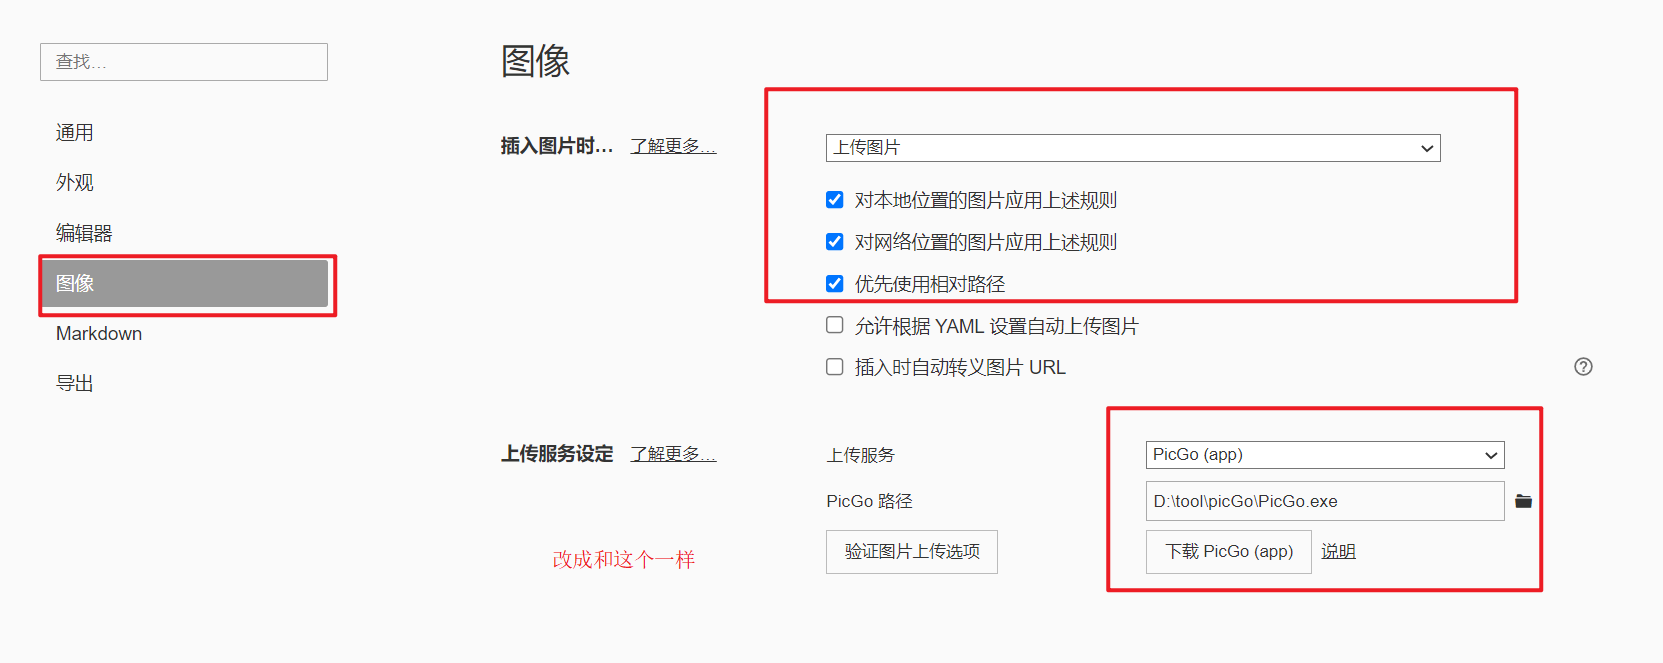 查找...
通用
外观
编辑器
图像
Markdown
导出
图像
插入图片时... 了解更多...
上传图片
对本地位置的图片应用上述规则
对网络位置的图片应用上述规则
优先使用相对路径
允许根据 YAML 设置自动上传图片
插入时自动转义图片 URL
上传服务设定 了解更多...
上传服务 PicGo (app)
PicGo 路径 D:\tool\picGo\PicGo.exe
验证图片上传选项 下载 PicGo (app) 说明
改成和这个一样